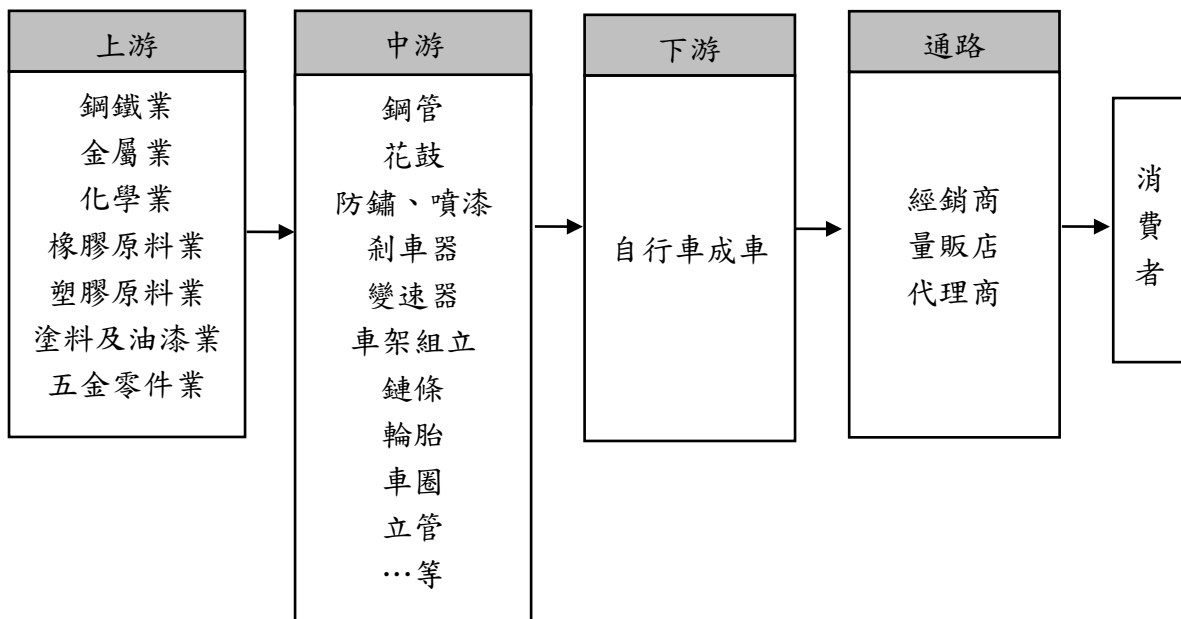 上游
鋼鐵業
金屬業
化學業
橡膠原料業
塑膠原料業
塗料及油漆業
五金零件業
中游
鋼管
花鼓
防鏽、噴漆
剎車器
變速器
車架組立
鏈條
輪胎
車圈
立管
…等
下游
自行車成車
通路
經銷商
量販店
代理商
消
費
者